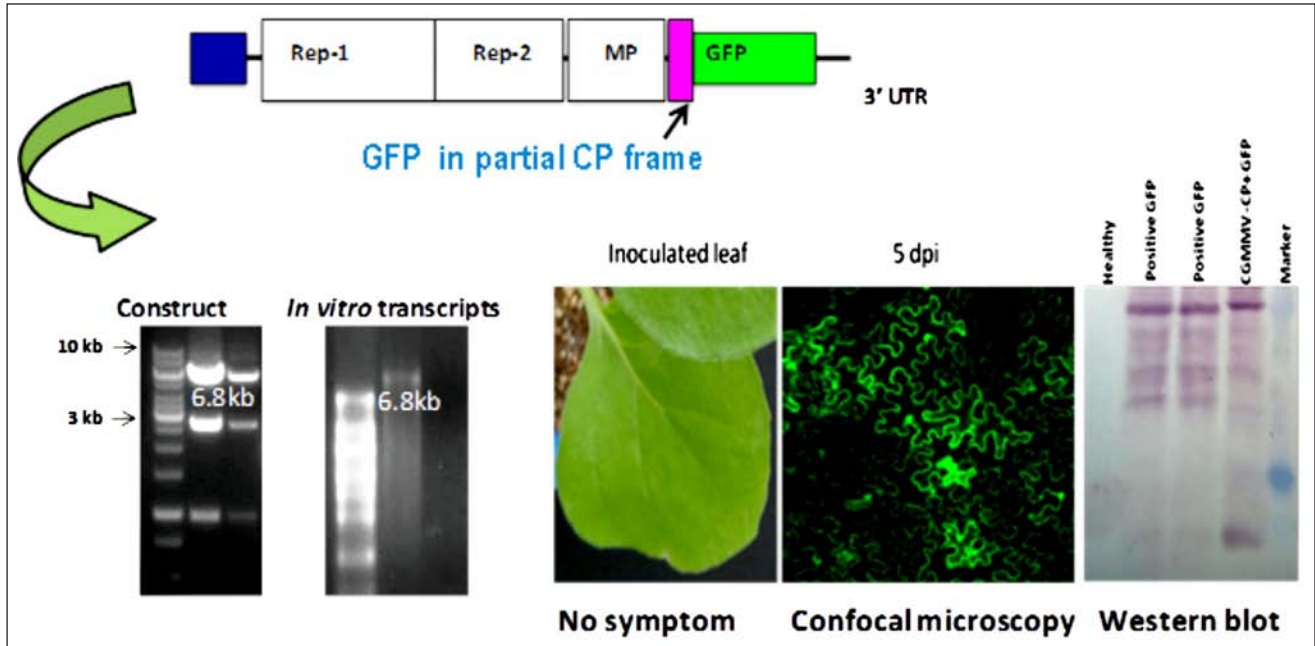 Rep-1 Rep-2 MP GFP
3' UTR
GFP in partial CP frame
Healthy
Positive GFP
Positive GFP
CGMMV-CP+GFP
Marker
Inoculated leaf 5 dpi
Construct In vitro transcripts
10 kb
6.8kb 6.8kb
3 kb
No symptom Confocal microscopy Western blot